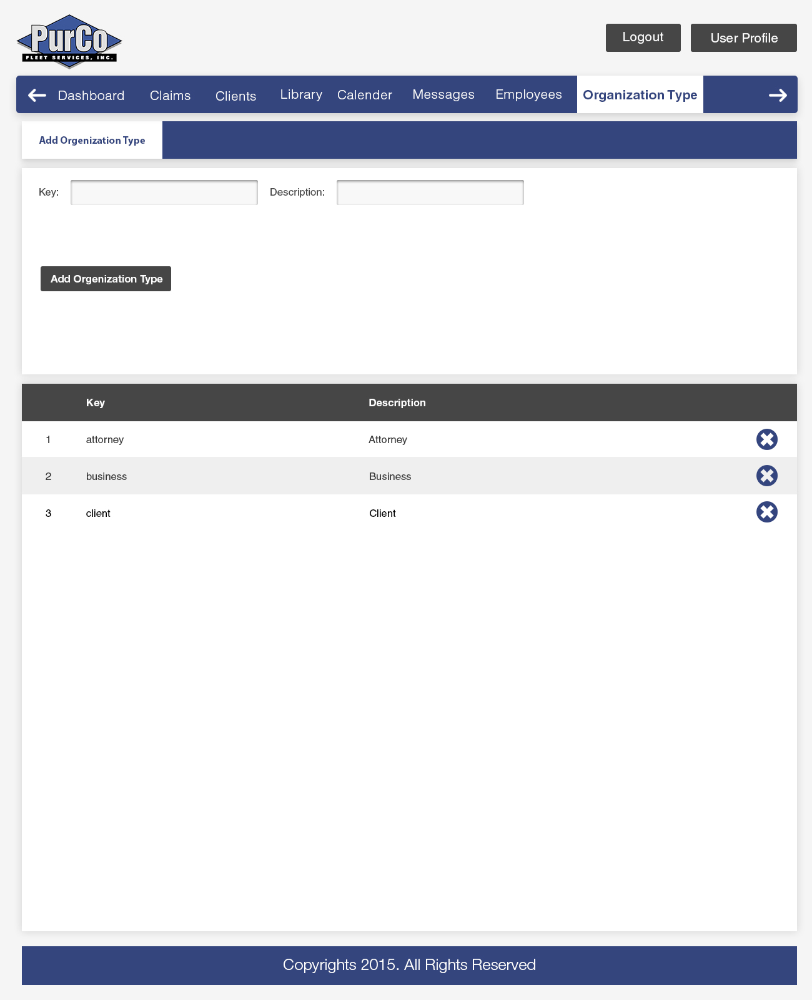 PurCo
FLEET SERVICES, INC.
Logout
User Profile
Dashboard Claims Clients Library Calender Messages Employees Organization Type
Add Orgenization Type
Key: Description:
Add Orgenization Type
Key Description
1 attorney Attorney
2 business Business
3 client Client
Copyrights 2015. All Rights Reserved